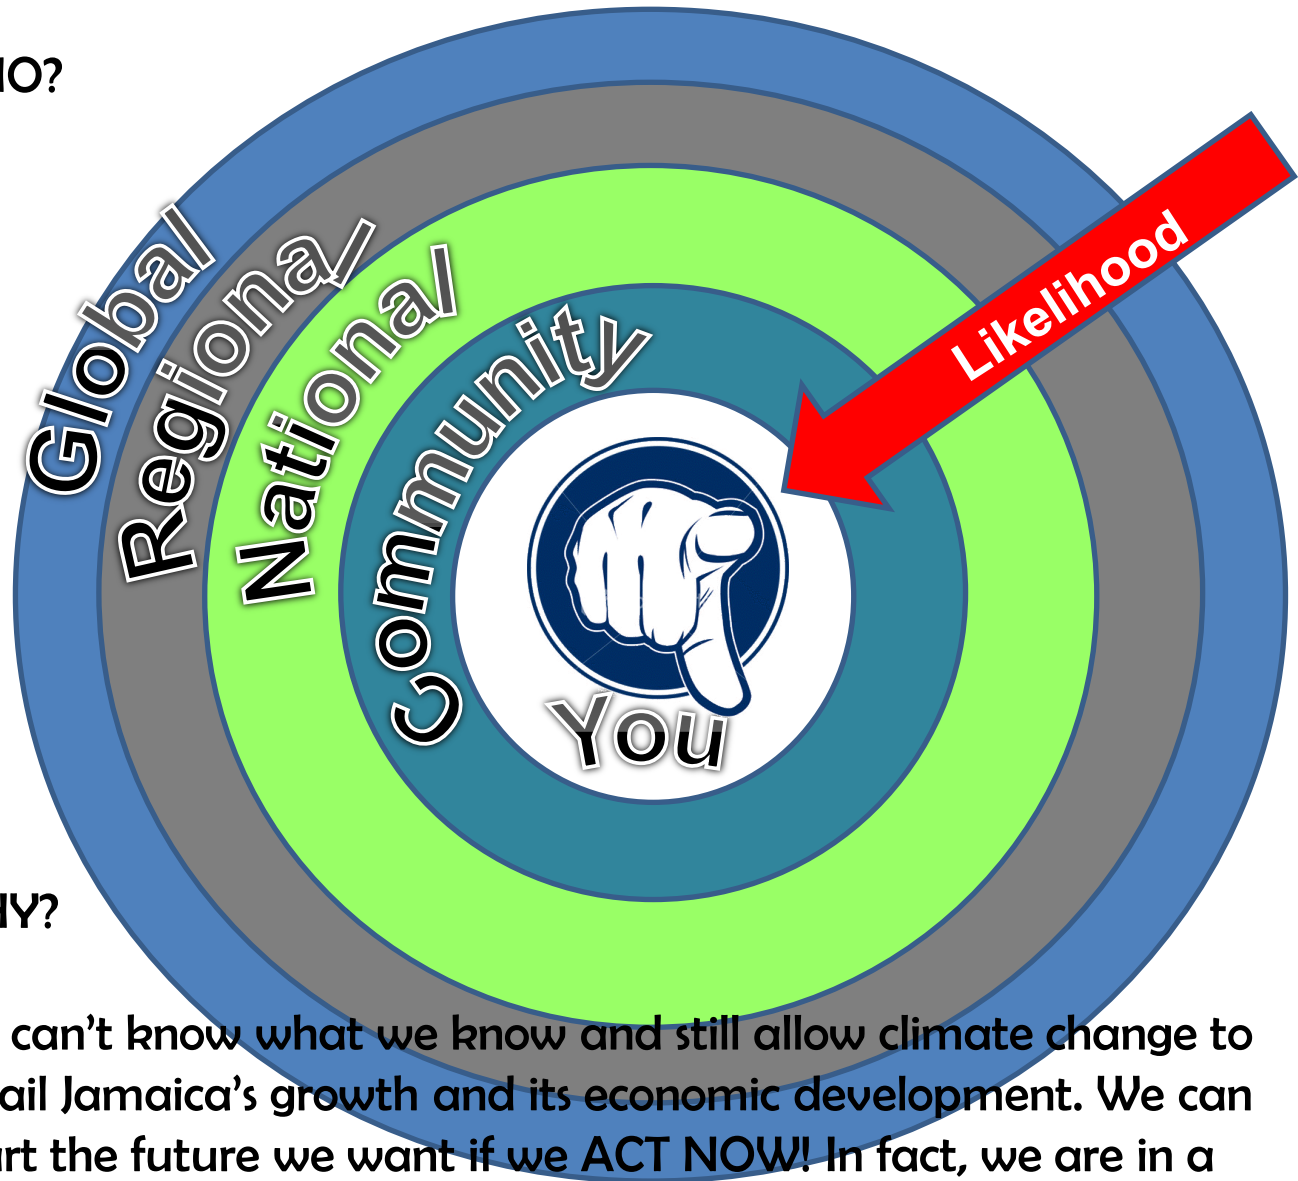 IO?
Global
Regional
National
Community
You
Likelihood
Y?
can't know what we know and still allow climate change to
ail Jamaica's growth and its economic development. We can
rt the future we want if we ACT NOW! In fact, we are in a